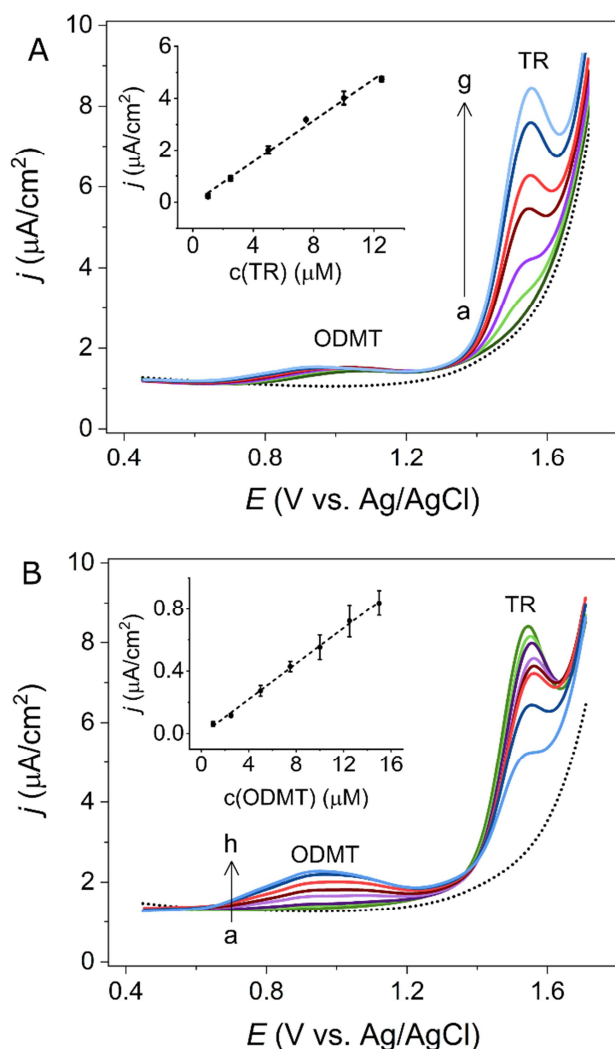 A
10
8
6
4
2
0
j (μA/cm²)
0.4
0.8
1.2
1.6
E (V vs. Ag/AgCl)
6
4
2
0
j (μA/cm²)
0
4
8
12
c(TR) (μM)
TR
g
a
ODMT
B
10
8
6
4
2
0
j (μA/cm²)
0.4
0.8
1.2
1.6
E (V vs. Ag/AgCl)
0.8
0.4
0.0
j (μA/cm²)
0
4
8
12
16
c(ODMT) (μM)
TR
h
a
ODMT